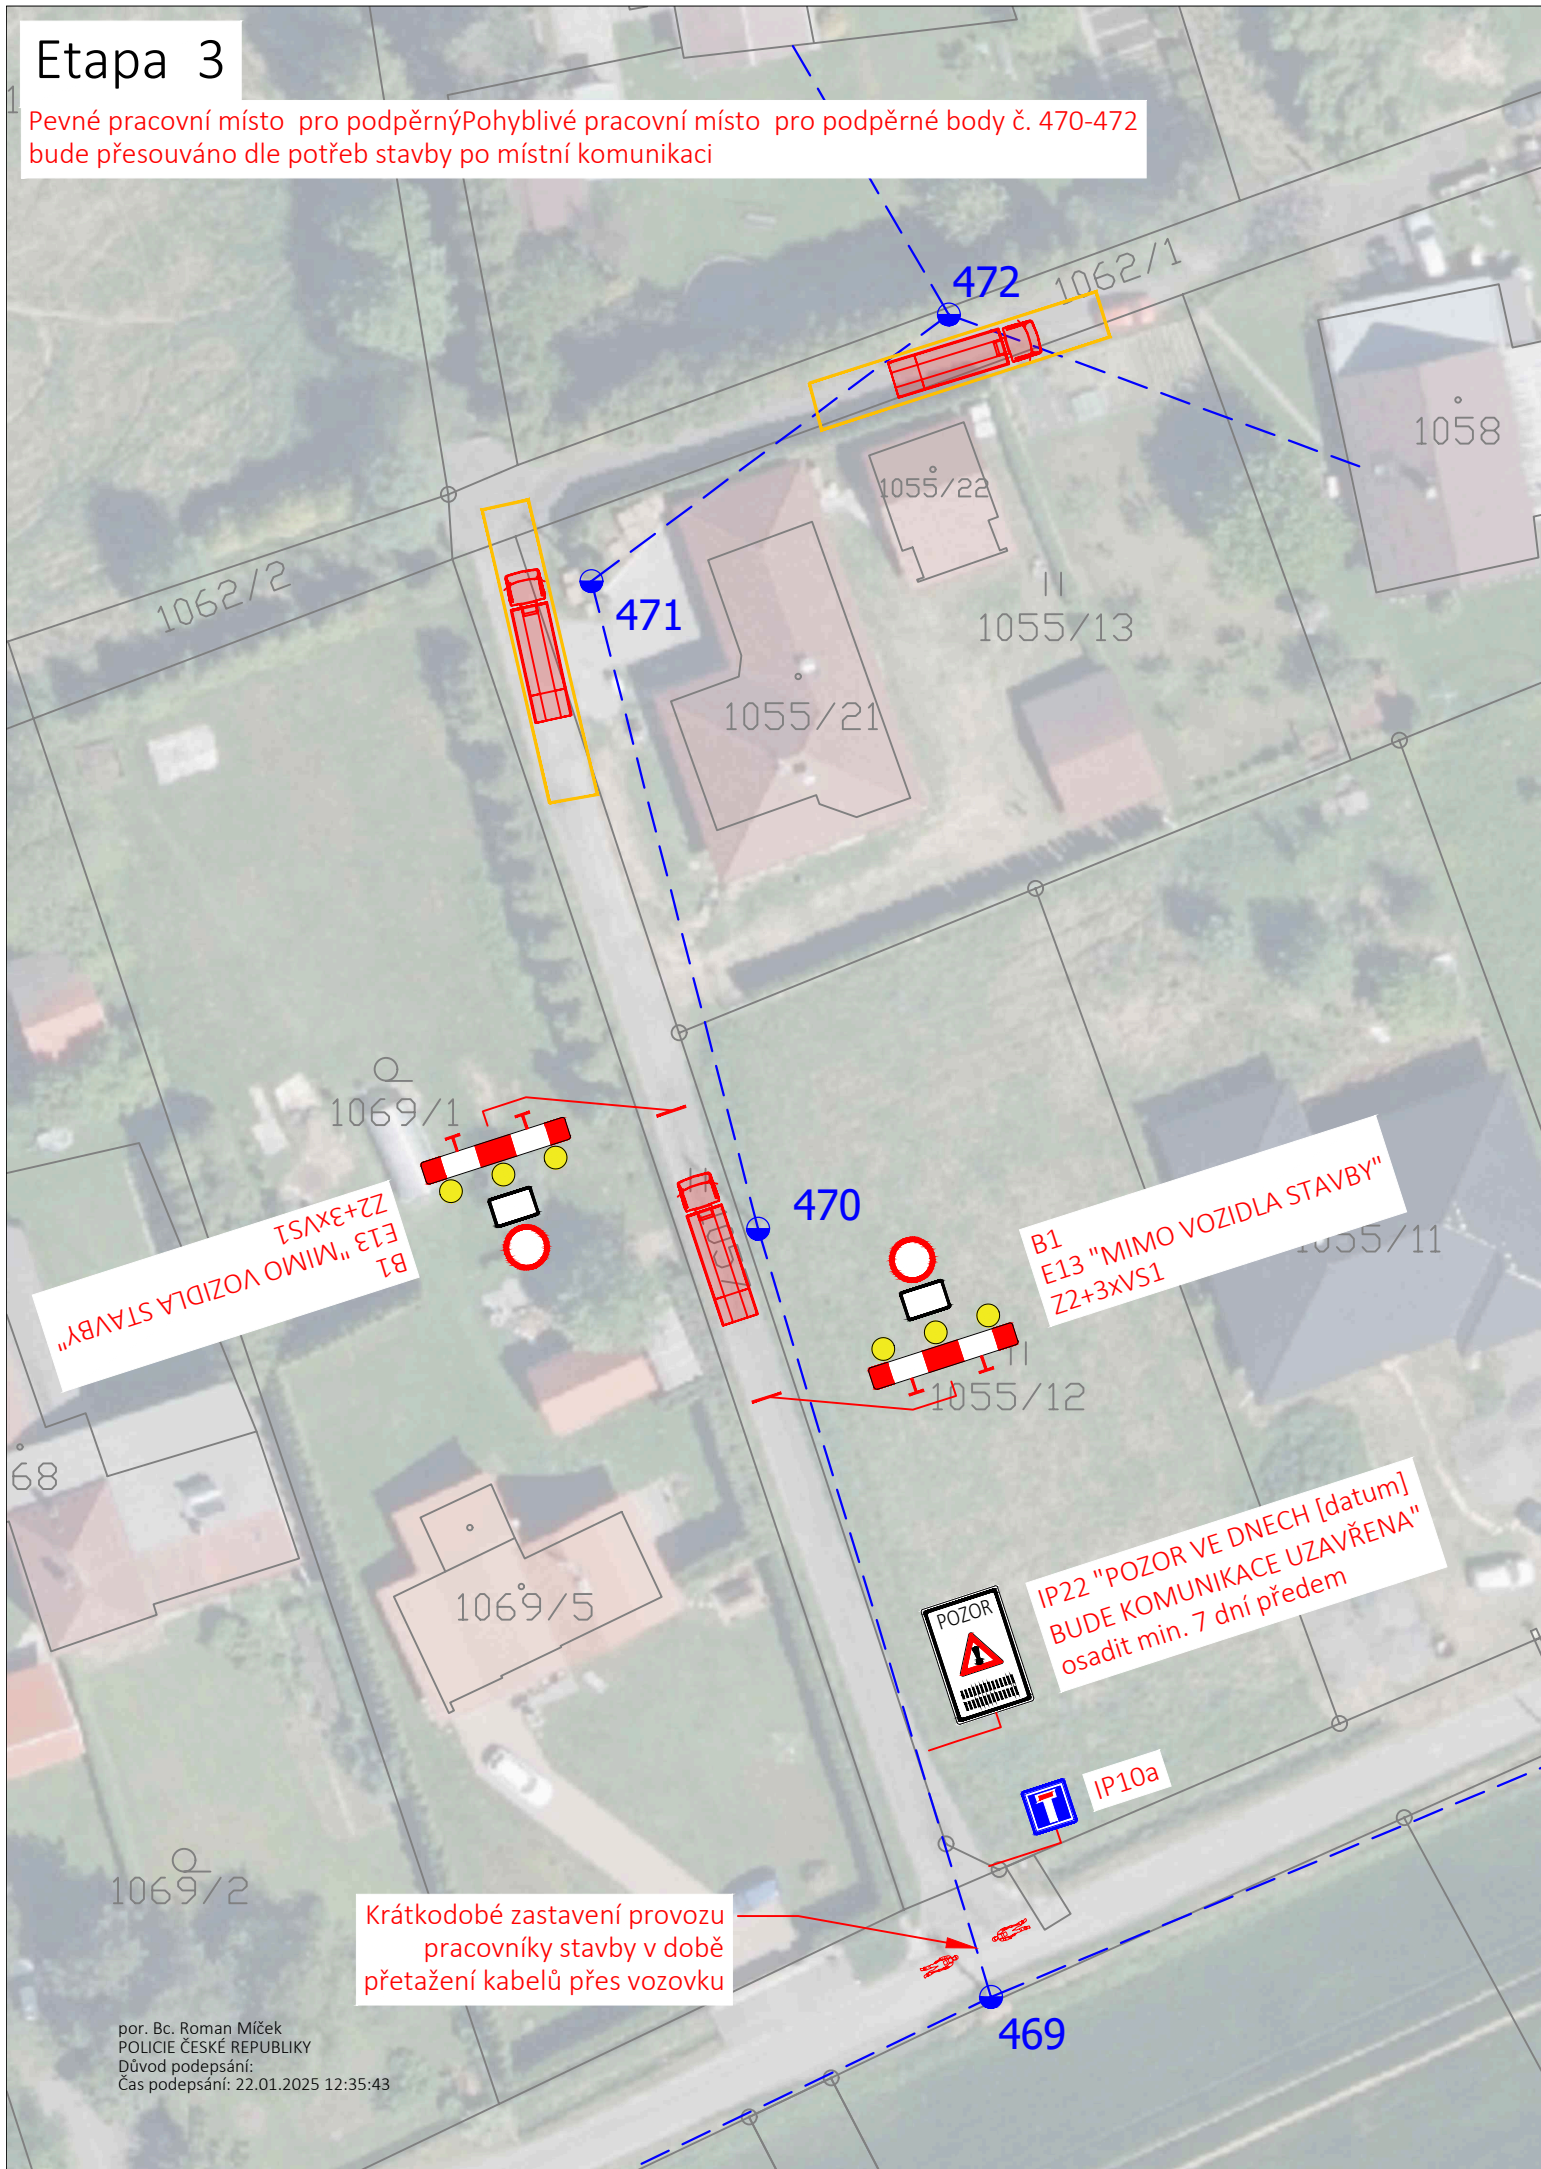 Etapa 3
Pevné pracovní místo pro podpěrnýPohyblivé pracovní místo pro podpěrné body č. 470-472
bude přesouváno dle potřeb stavby po místní komunikaci
472
1062/1
1058
1055/22
1062/2
471
1055/13
1055/21
1069/1
470
B1
E13 "MIMO VOZIDLA STAVBY"
Z2+3xVS1
B1
E13 "MIMO VOZIDLA STAVBY"
Z2+3xVS1
1055/11
1055/12
68
IP22 "POZOR VE DNECH [datum]
BUDE KOMUNIKACE UZAVŘENA"
osadit min. 7 dní předem
POZOR
1069/5
IP10a
1069/2
Krátkodobé zastavení provozu
pracovníky stavby v době
přetažení kabelů přes vozovku
469
por. Bc. Roman Míček
POLICIE ČESKÉ REPUBLIKY
Důvod podepsání:
Čas podepsání: 22.01.2025 12:35:43